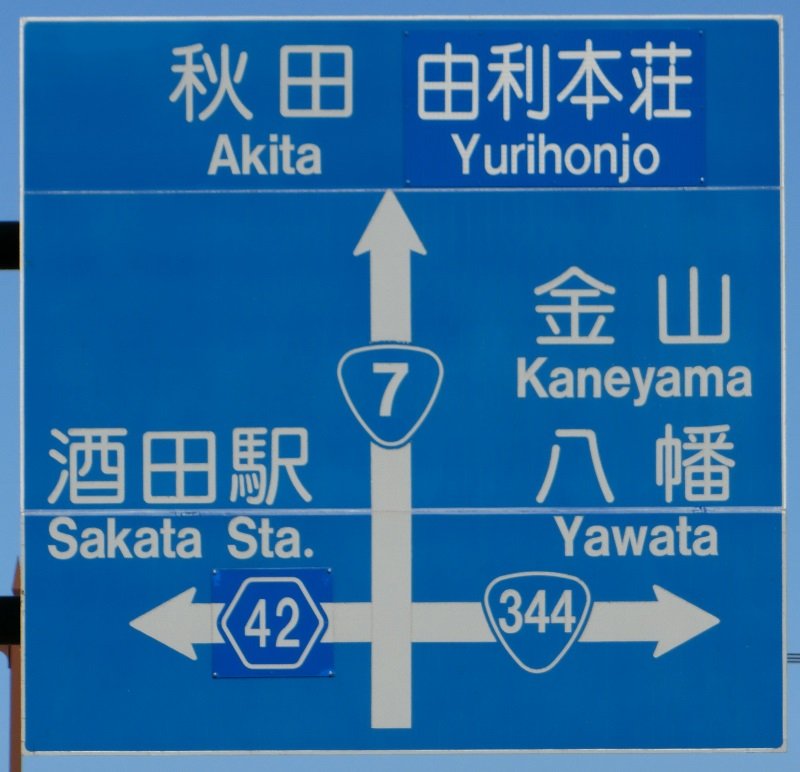 秋田 由利本荘
Akita Yurihonjo
金山
Kaneyama
7
酒田駅 八幡
Sakata Sta. Yawata
42 344